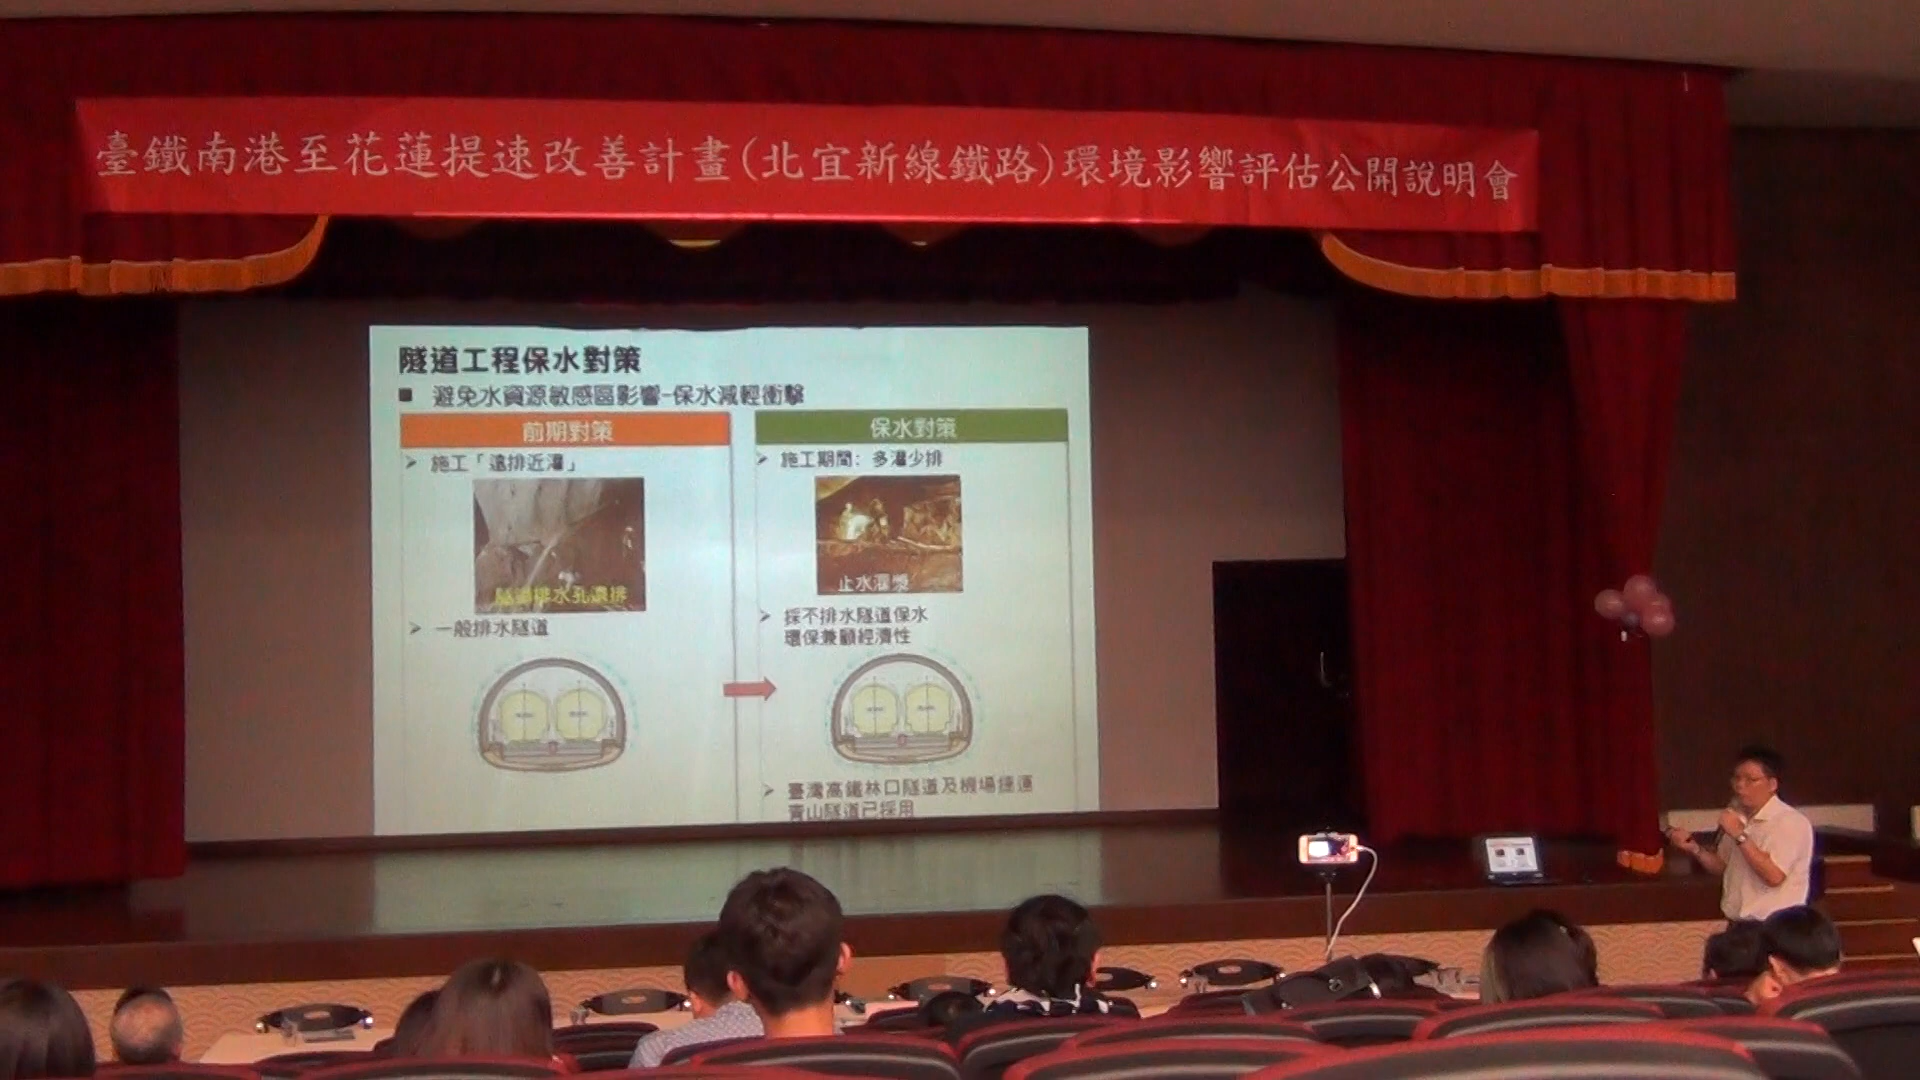 臺鐵南港至花蓮提速改善計畫(北宜新線鐵路)環境影響評估公開說明會
隧道工程保水對策
■ 避免水資源敏感區影響-保水減輕衝擊
前期對策
➢ 施工「遠排近灌」
排水孔濃排
➢ 一般排水隧道
保水對策
➢ 施工期間: 多灌少排
止水灌漿
➢ 採不排水隧道保水
環保兼顧經濟性
➢ 臺灣高鐵林口隧道及機場捷運
青山隧道已採用